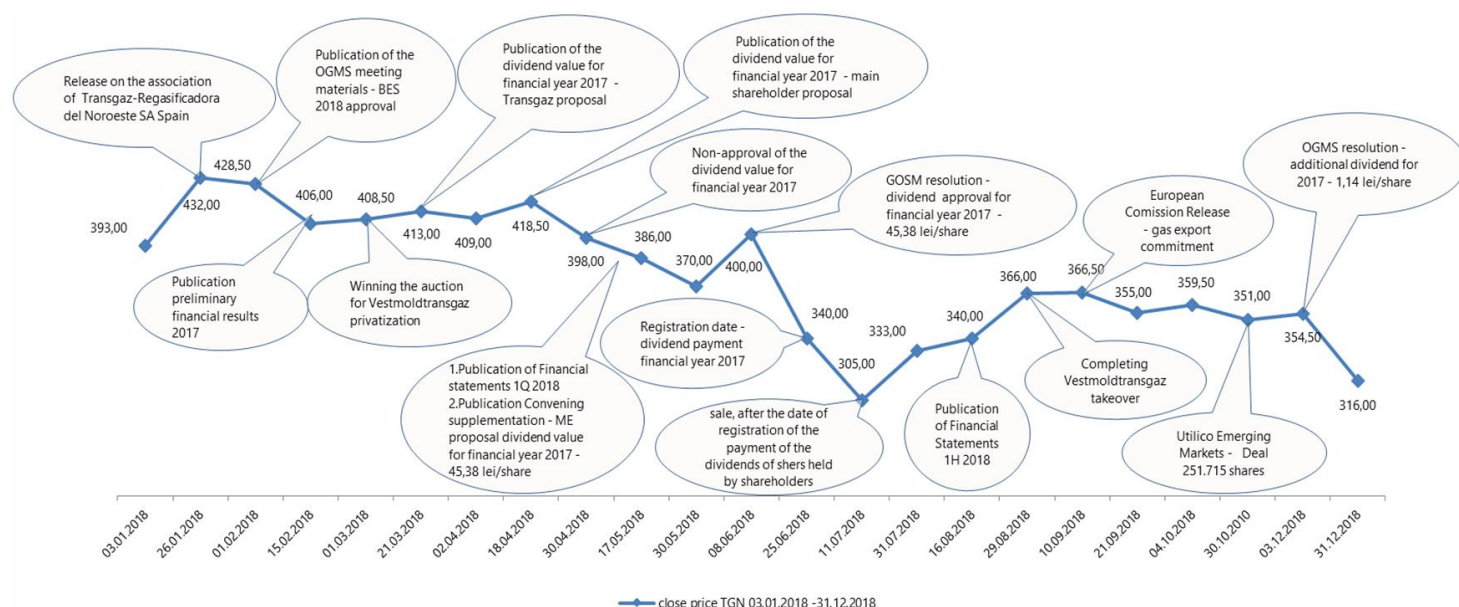 Release on the association
of Transgaz-Regasificadora
del Noroeste SA Spain
Publication of the
OGMS meeting
materials - BES
2018 approval
Publication of the
dividend value for
financial year 2017 -
Transgaz proposal
Publication of the
dividend value for
financial year 2017 - main
shareholder proposal
Non-approval of the
dividend value for
financial year 2017
GOSM resolution -
dividend approval for
financial year 2017 -
45,38 lei/share
European
Comission Release
- gas export
commitment
OGMS resolution -
additional dividend for
2017 - 1,14 lei/share
393,00
432,00
428,50
406,00
408,50
413,00
409,00
418,50
398,00
386,00
370,00
400,00
340,00
305,00
333,00
340,00
366,00
366,50
355,00
359,50
351,00
354,50
316,00
Publication
preliminary
financial results
2017
Winning the auction
for Vestmoldtransgaz
privatization
1.Publication of Financial
statements 1Q 2018
2.Publication Convening
supplementation - ME
proposal dividend value
for financial year 2017 -
45,38 lei/share
Registration date -
dividend payment
financial year 2017
sale, after the date of
registration of the
payment of the
dividends of shers held
by shareholders
Publication
of Financial
Statements
1H 2018
Completing
Vestmoldtransgaz
takeover
Utilico Emerging
Markets - Deal
251.715 shares
03.01.2018
26.01.2018
01.02.2018
15.02.2018
01.03.2018
21.03.2018
02.04.2018
18.04.2018
30.04.2018
17.05.2018
30.05.2018
08.06.2018
25.06.2018
11.07.2018
31.07.2018
16.08.2018
29.08.2018
10.09.2018
21.09.2018
04.10.2018
30.10.2010
03.12.2018
31.12.2018
close price TGN 03.01.2018 -31.12.2018